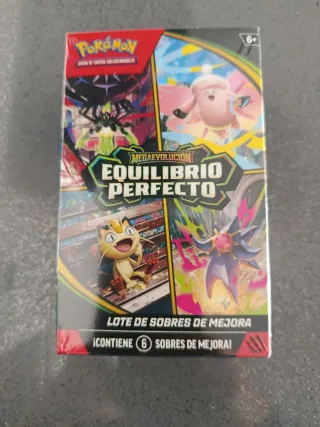 POKÉMON
JUEGO DE CARTAS COLECCIONABLES
6+
MEGAEVOLUCIÓN
EQUILIBRIO
PERFECTO
LOTE DE SOBRES DE MEJORA
¡CONTIENE 6 SOBRES DE MEJORA!